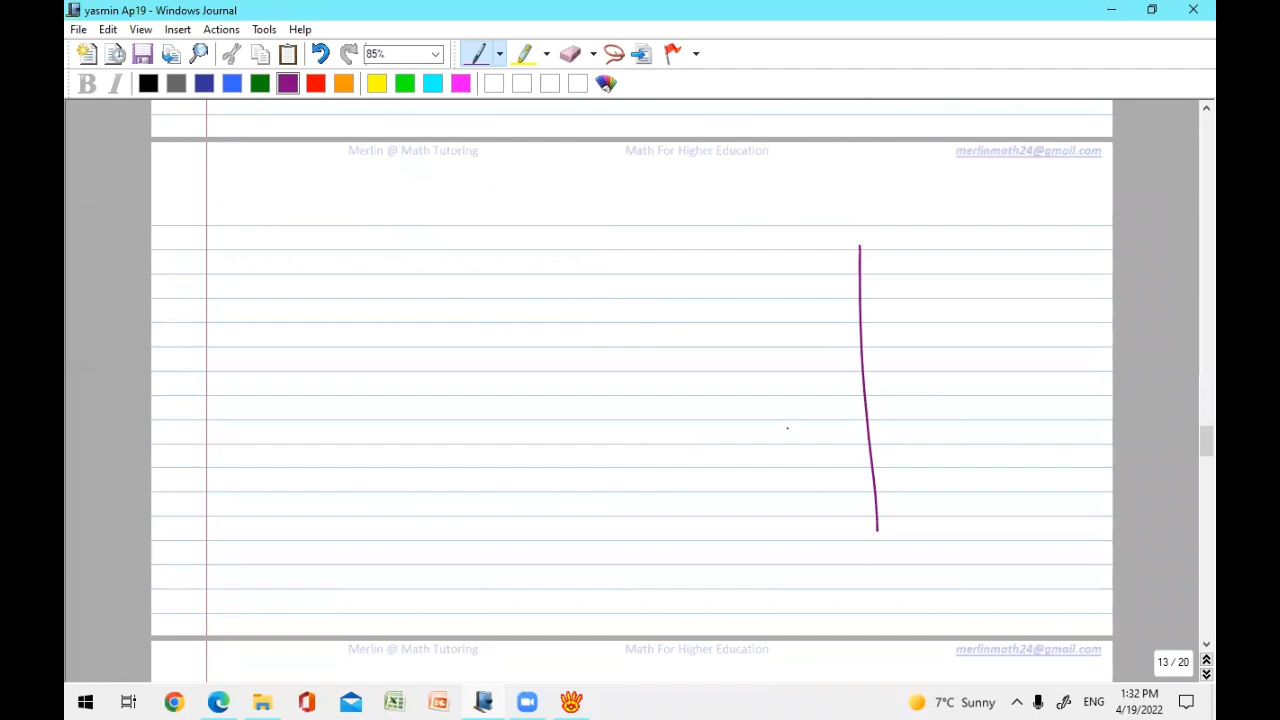 yasmin Ap19 - Windows Journal
File Edit View Insert Actions Tools Help
85%
B I
Merlin @ Math Tutoring Math For Higher Education merlinmath24@gmail.com
Merlin @ Math Tutoring Math For Higher Education merlinmath24@gmail.com
13 / 20
7°C Sunny ENG 1:32 PM
4/19/2022